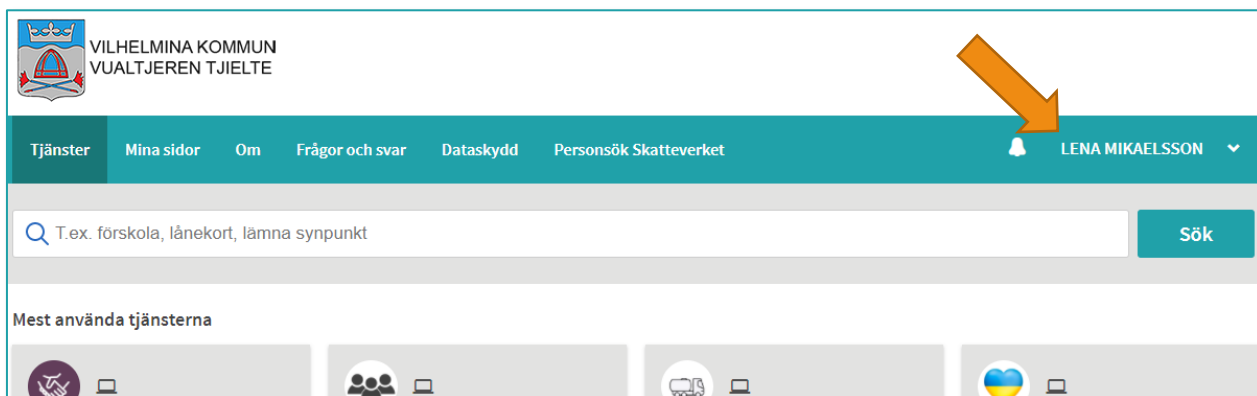 VILHELMINA KOMMUN
VUALTJEREN TJIELTE
Tjänster Mina sidor Om Frågor och svar Dataskydd Personsök Skatteverket LENA MIKAELSSON
T.ex. förskola, lånekort, lämna synpunkt Sök
Mest använda tjänsterna